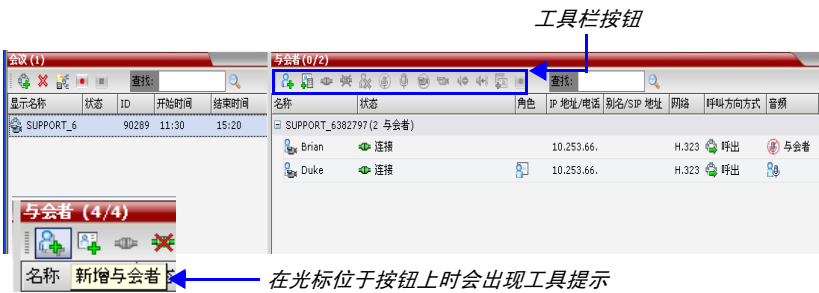 工具栏按钮
会议 (1)
与会者(0/2)
查找:
查找:
显示名称 状态 ID 开始时间 结束时间
名称 状态 角色 IP 地址/电话 别名/SIP 地址 网络 呼叫方向方式 音频
SUPPORT_6 90289 11:30 15:20
SUPPORT_6382797(2 与会者)
Brian 连接 10.253.66. H.323 呼出 与会者
Duke 连接 10.253.66. H.323 呼出
与会者 (4/4)
名称 新增与会者
在光标位于按钮上时会出现工具提示